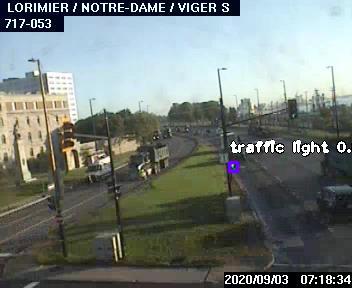 LORIMIER / NOTRE-DAME / VIGER S
717-053
traffic light 0.
2020/09/03 07:18:34